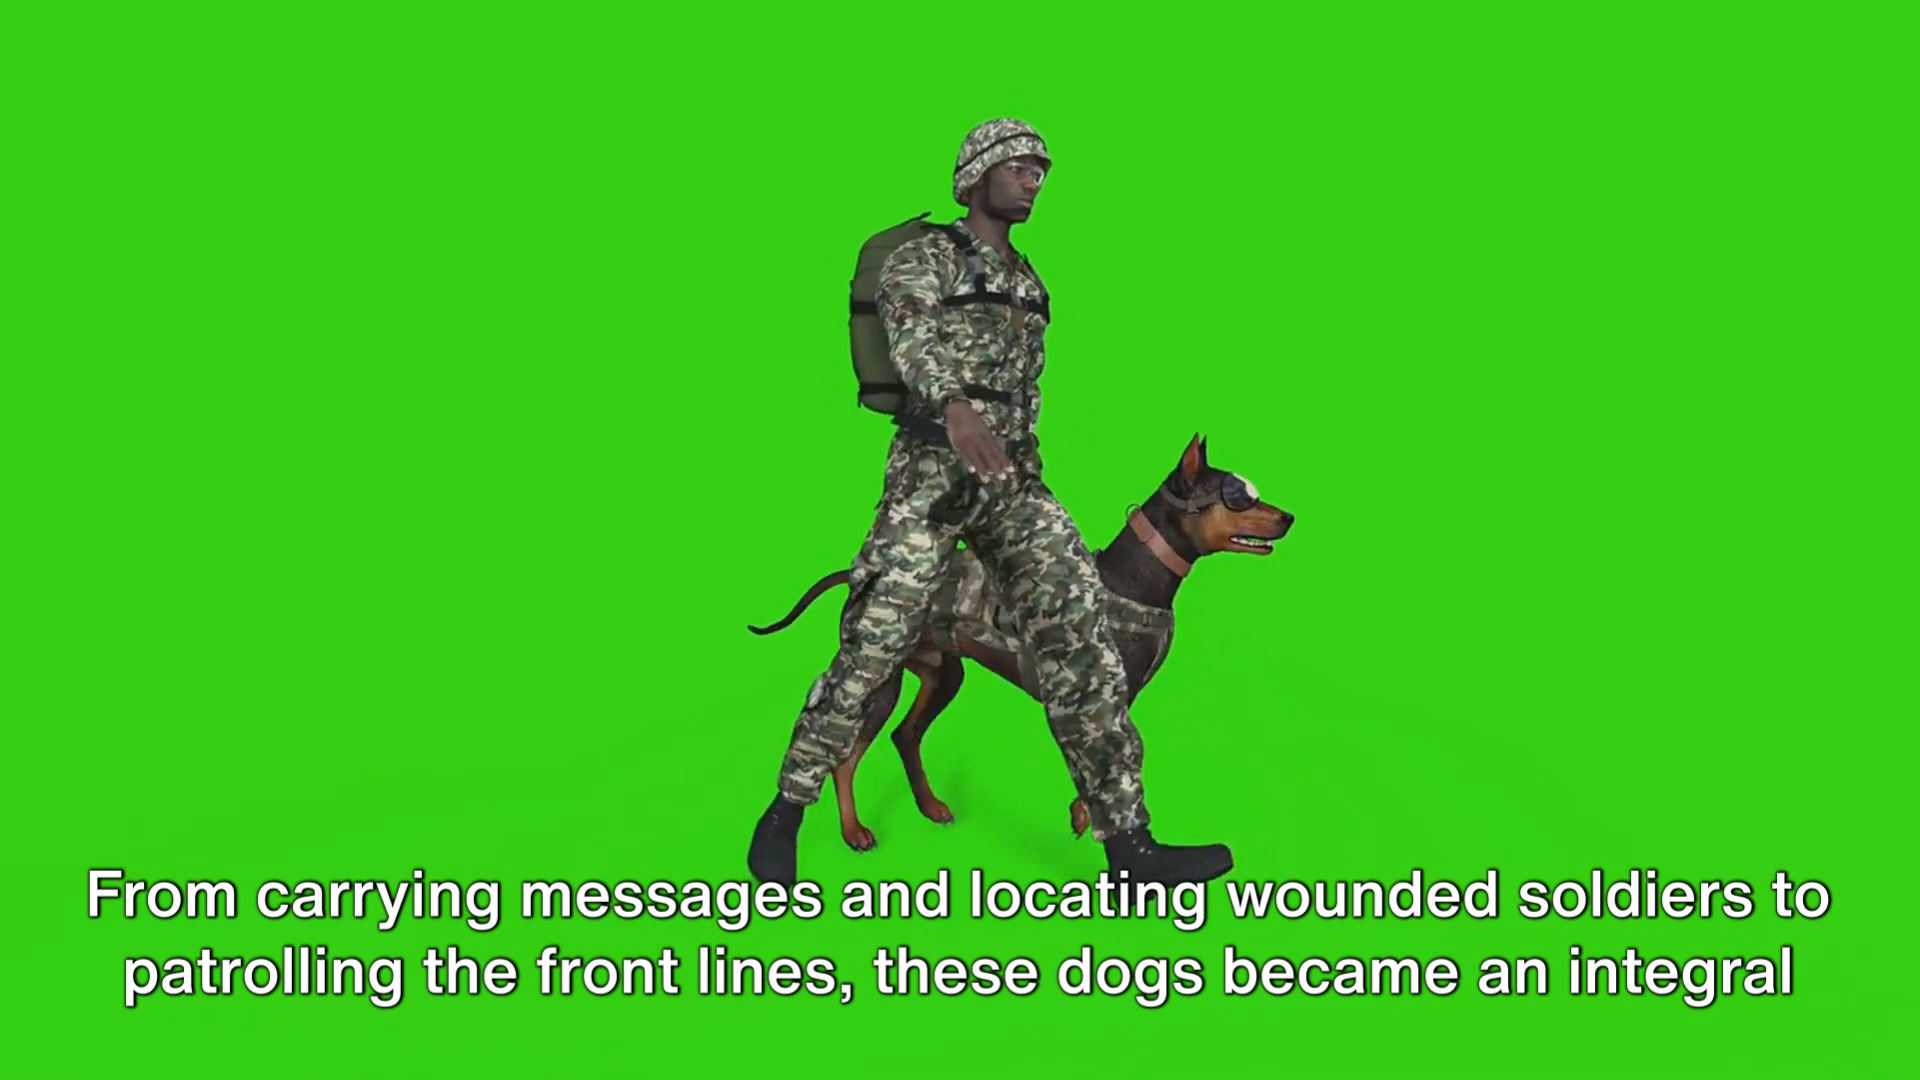 From carrying messages and locating wounded soldiers to
patrolling the front lines, these dogs became an integral